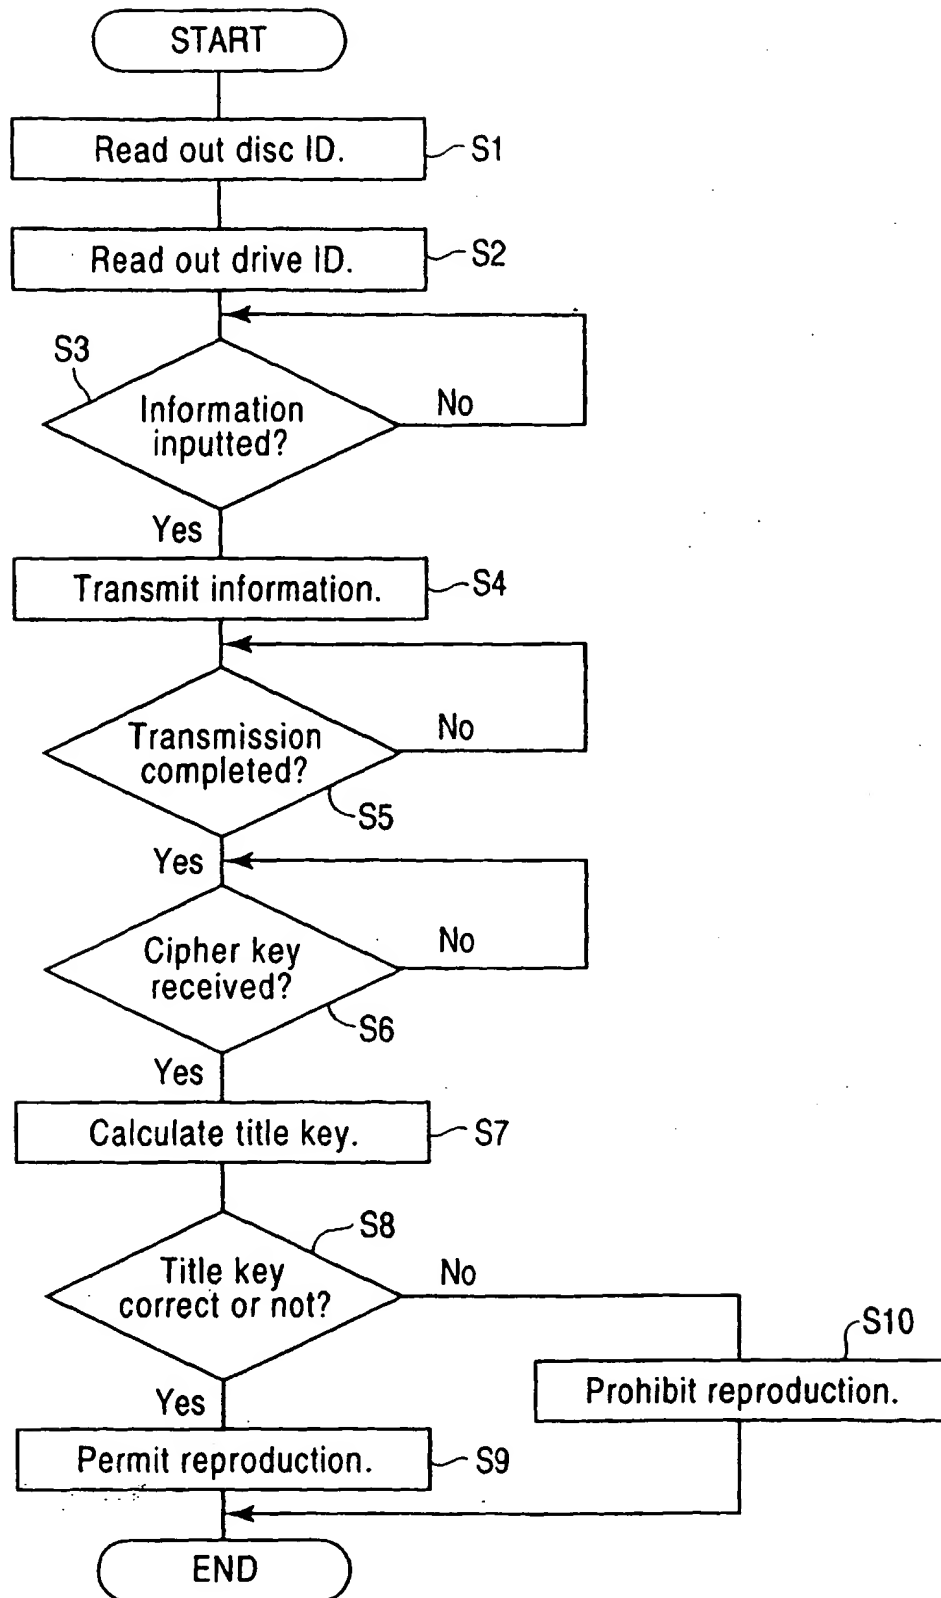 START
Read out disc ID.
S1
Read out drive ID.
S2
S3
Information
inputted?
No
Yes
Transmit information.
S4
Transmission
completed?
No
S5
Yes
Cipher key
received?
No
S6
Yes
Calculate title key.
S7
S8
Title key
correct or not?
No
S10
Prohibit reproduction.
Yes
Permit reproduction.
S9
END